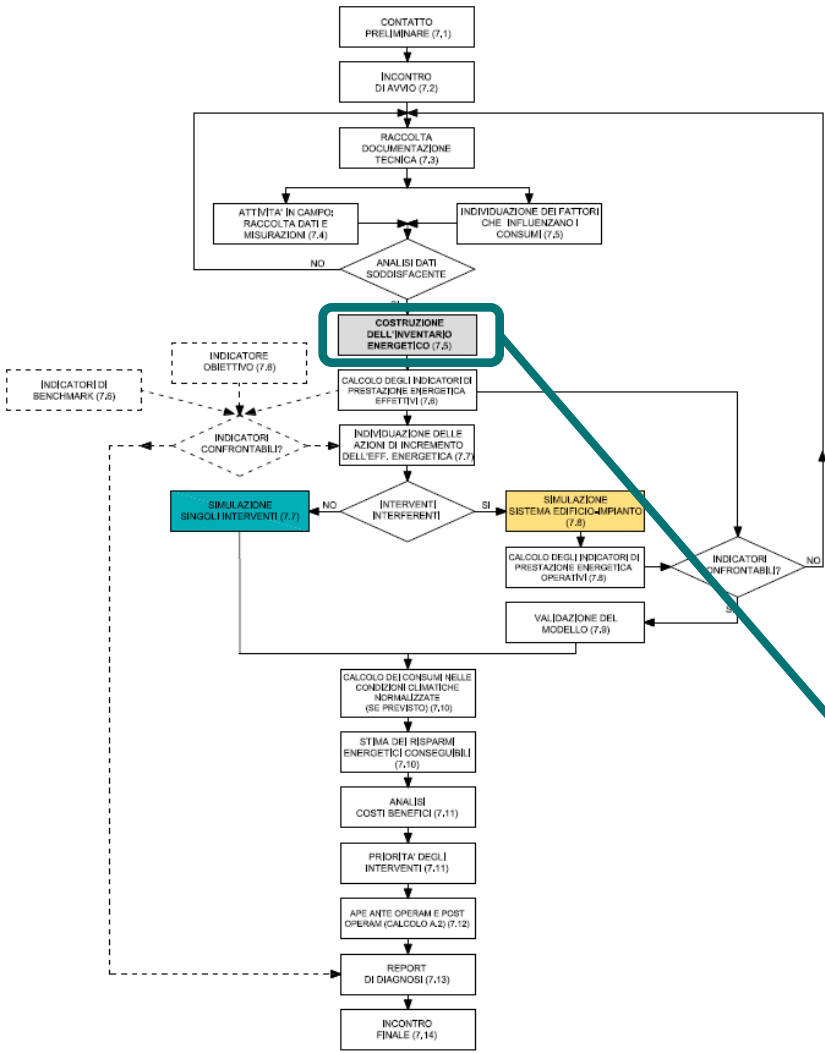 CONTATTO
PRELIMINARE (7.1)
INCONTRO
DI AVVIO (7.2)
RACCOLTA
DOCUMENTAZIONE
TECNICA (7.3)
ATTIVITA' IN CAMPO:
RACCOLTA DATI E
MISURAZIONI (7.4)
INDIVIDUAZIONE DEI FATTORI
CHE INFLUENZANO I
CONSUMI (7.5)
NO
ANALISI DATI
SODDISFACENTE
COSTRUZIONE
DELL'INVENTARIO
ENERGETICO (7.5)
INDICATORE
OBIETTIVO (7.6)
INDICATORI DI
BENCHMARK (7.6)
CALCOLO DEGLI INDICATORI DI
PRESTAZIONE ENERGETICA
EFFETTIVI (7.6)
INDICATORI
CONFRONTABILI?
INDIVIDUAZIONE DELLE
AZIONI DI INCREMENTO
DELL'EFF. ENERGETICA (7.7)
SIMULAZIONE
SINGOLI INTERVENTI (7.7)
NO
INTERVENTI
INTERFERENTI
SI
SIMULAZIONE
SISTEMA EDIFICIO-IMPIANTO
(7.8)
CALCOLO DEGLI INDICATORI DI
PRESTAZIONE ENERGETICA
OPERATIVI (7.8)
INDICATORI
CONFRONTABILI?
NO
SI
VALIDAZIONE DEL
MODELLO (7.9)
CALCOLO DEI CONSUMI NELLE
CONDIZIONI CLIMATICHE
NORMALIZZATE
(SE PREVISTO) (7.10)
STIMA DEI RISPARMI
ENERGETICI CONSEGUIBILI
(7.10)
ANALISI
COSTI BENEFICI (7.11)
PRIORITA' DEGLI
INTERVENTI (7.11)
APE ANTE OPERAM E POST
OPERAM (CALCOLO A.2) (7.12)
REPORT
DI DIAGNOSI (7.13)
INCONTRO
FINALE (7.14)